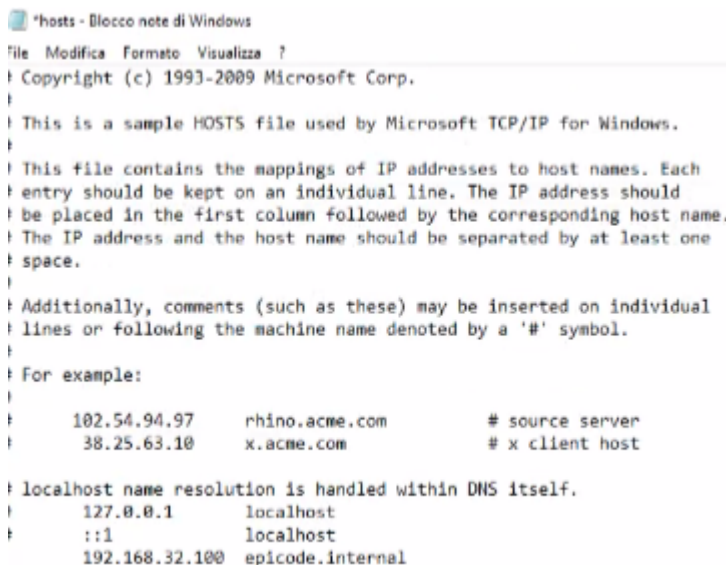 *hosts - Blocco note di Windows
File Modifica Formato Visualizza ?
# Copyright (c) 1993-2009 Microsoft Corp.
#
# This is a sample HOSTS file used by Microsoft TCP/IP for Windows.
#
# This file contains the mappings of IP addresses to host names. Each
# entry should be kept on an individual line. The IP address should
# be placed in the first column followed by the corresponding host name.
# The IP address and the host name should be separated by at least one
# space.
#
# Additionally, comments (such as these) may be inserted on individual
# lines or following the machine name denoted by a '#' symbol.
#
# For example:
#
# 102.54.94.97 rhino.acme.com # source server
# 38.25.63.10 x.acme.com # x client host

# localhost name resolution is handled within DNS itself.
# 127.0.0.1 localhost
# ::1 localhost
192.168.32.100 epicode.internal